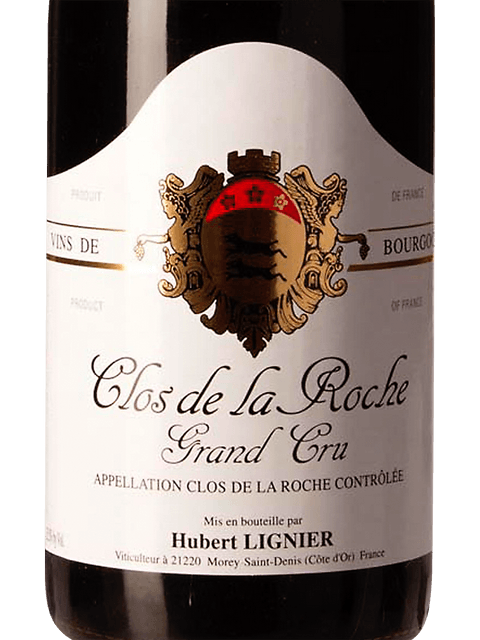 PRODUIT DE FRANCE
VINS DE BOURGOG
PRODUCT OF FRANCE
Clos de la Roche
Grand Cru
APPELLATION CLOS DE LA ROCHE CONTRÔLÉE
Mis en bouteille par
Hubert LIGNIER
Viticulteur à 21220 Morey-Saint-Denis (Côte d'Or) France